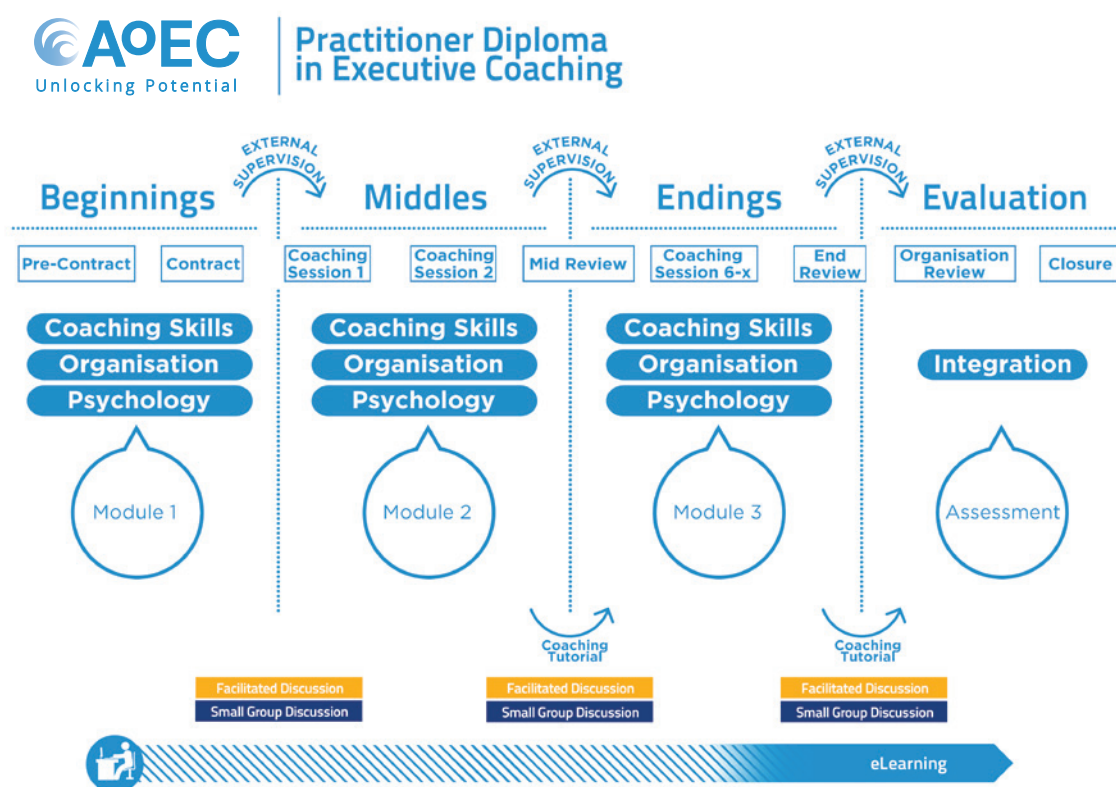 AoEC
Unlocking Potential
Practitioner Diploma
in Executive Coaching
EXTERNAL
SUPERVISION
EXTERNAL
SUPERVISION
EXTERNAL
SUPERVISION
Beginnings
Middles
Endings
Evaluation
Pre-Contract
Contract
Coaching
Session 1
Coaching
Session 2
Mid Review
Coaching
Session 6-x
End
Review
Organisation
Review
Closure
Coaching Skills
Organisation
Psychology
Coaching Skills
Organisation
Psychology
Coaching Skills
Organisation
Psychology
Integration
Module 1
Module 2
Module 3
Assessment
Coaching
Tutorial
Coaching
Tutorial
Facilitated Discussion
Small Group Discussion
Facilitated Discussion
Small Group Discussion
Facilitated Discussion
Small Group Discussion
eLearning